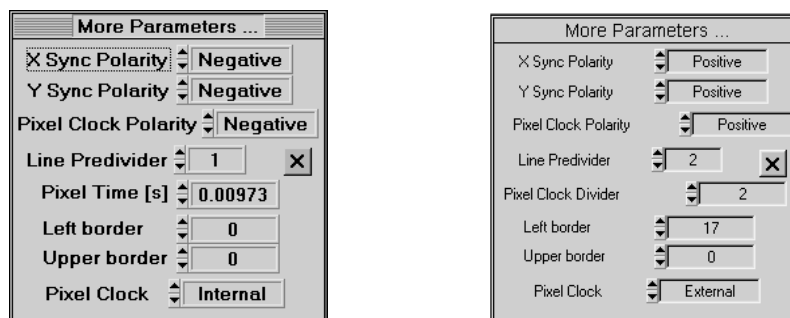 More Parameters ...
X Sync Polarity Negative
Y Sync Polarity Negative
Pixel Clock Polarity Negative
Line Predivider 1
Pixel Time [s] 0.00973
Left border 0
Upper border 0
Pixel Clock Internal
More Parameters ...
X Sync Polarity Positive
Y Sync Polarity Positive
Pixel Clock Polarity Positive
Line Predivider 2
Pixel Clock Divider 2
Left border 17
Upper border 0
Pixel Clock External